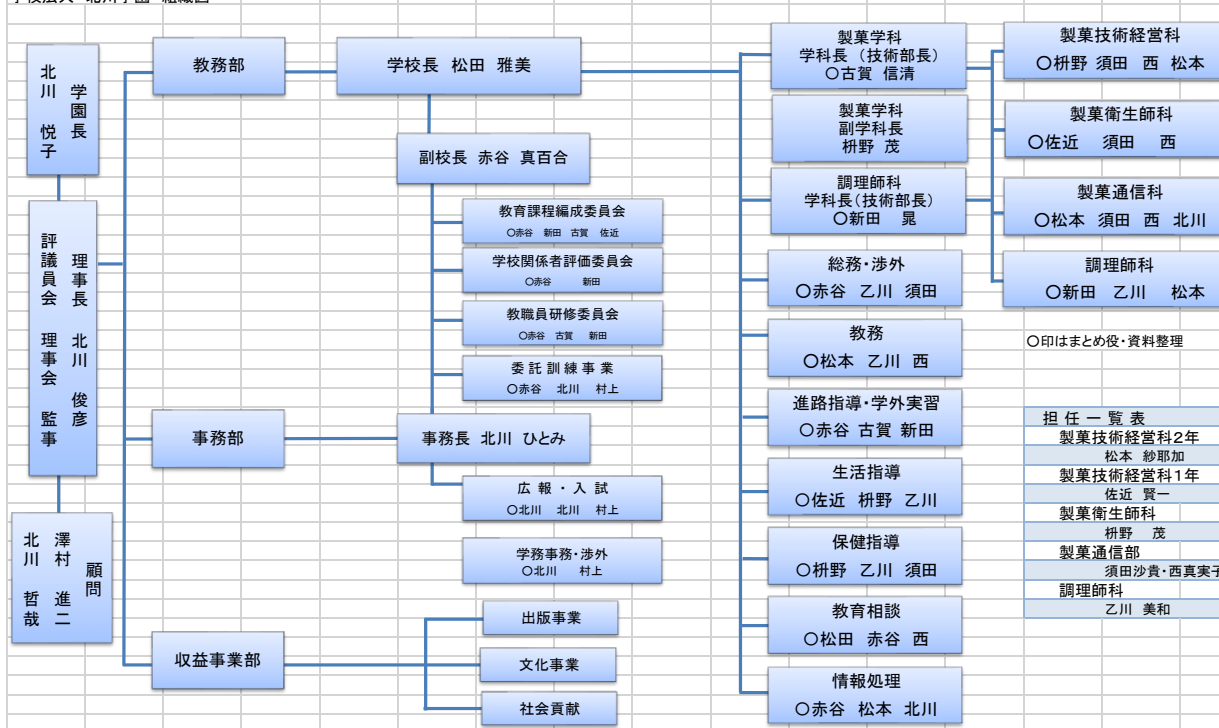 学園長
北川 悦子
理事長 北川 俊彦
評議員会 理事会 監事
顧問
澤村 進二
北川 哲哉
教務部
事務部
収益事業部
学校長 松田 雅美
副校長 赤谷 真百合
教育課程編成委員会
○赤谷 新田 古賀 佐近
学校関係者評価委員会
○赤谷 新田
教職員研修委員会
○赤谷 古賀 新田
委託訓練事業
○赤谷 北川 村上
事務長 北川 ひとみ
広報・入試
○北川 北川 村上
学務事務・渉外
○北川 村上
出版事業
文化事業
社会貢献
製菓学科
学科長（技術部長）
○古賀 信清
製菓学科
副学科長
枡野 茂
調理師科
学科長(技術部長)
○新田 晃
総務・渉外
○赤谷 乙川 須田
教務
○松本 乙川 西
進路指導・学外実習
○赤谷 古賀 新田
生活指導
○佐近 枡野 乙川
保健指導
○枡野 乙川 須田
教育相談
○松田 赤谷 西
情報処理
○赤谷 松本 北川
製菓技術経営科
○枡野 須田 西 松本
製菓衛生師科
○佐近 須田 西
製菓通信科
○松本 須田 西 北川
調理師科
○新田 乙川 松本
○印はまとめ役・資料整理
担任一覧表
製菓技術経営科2年
松本 紗耶加
製菓技術経営科1年
佐近 賢一
製菓衛生師科
枡野 茂
製菓通信部
須田沙貴・西真実子
調理師科
乙川 美和